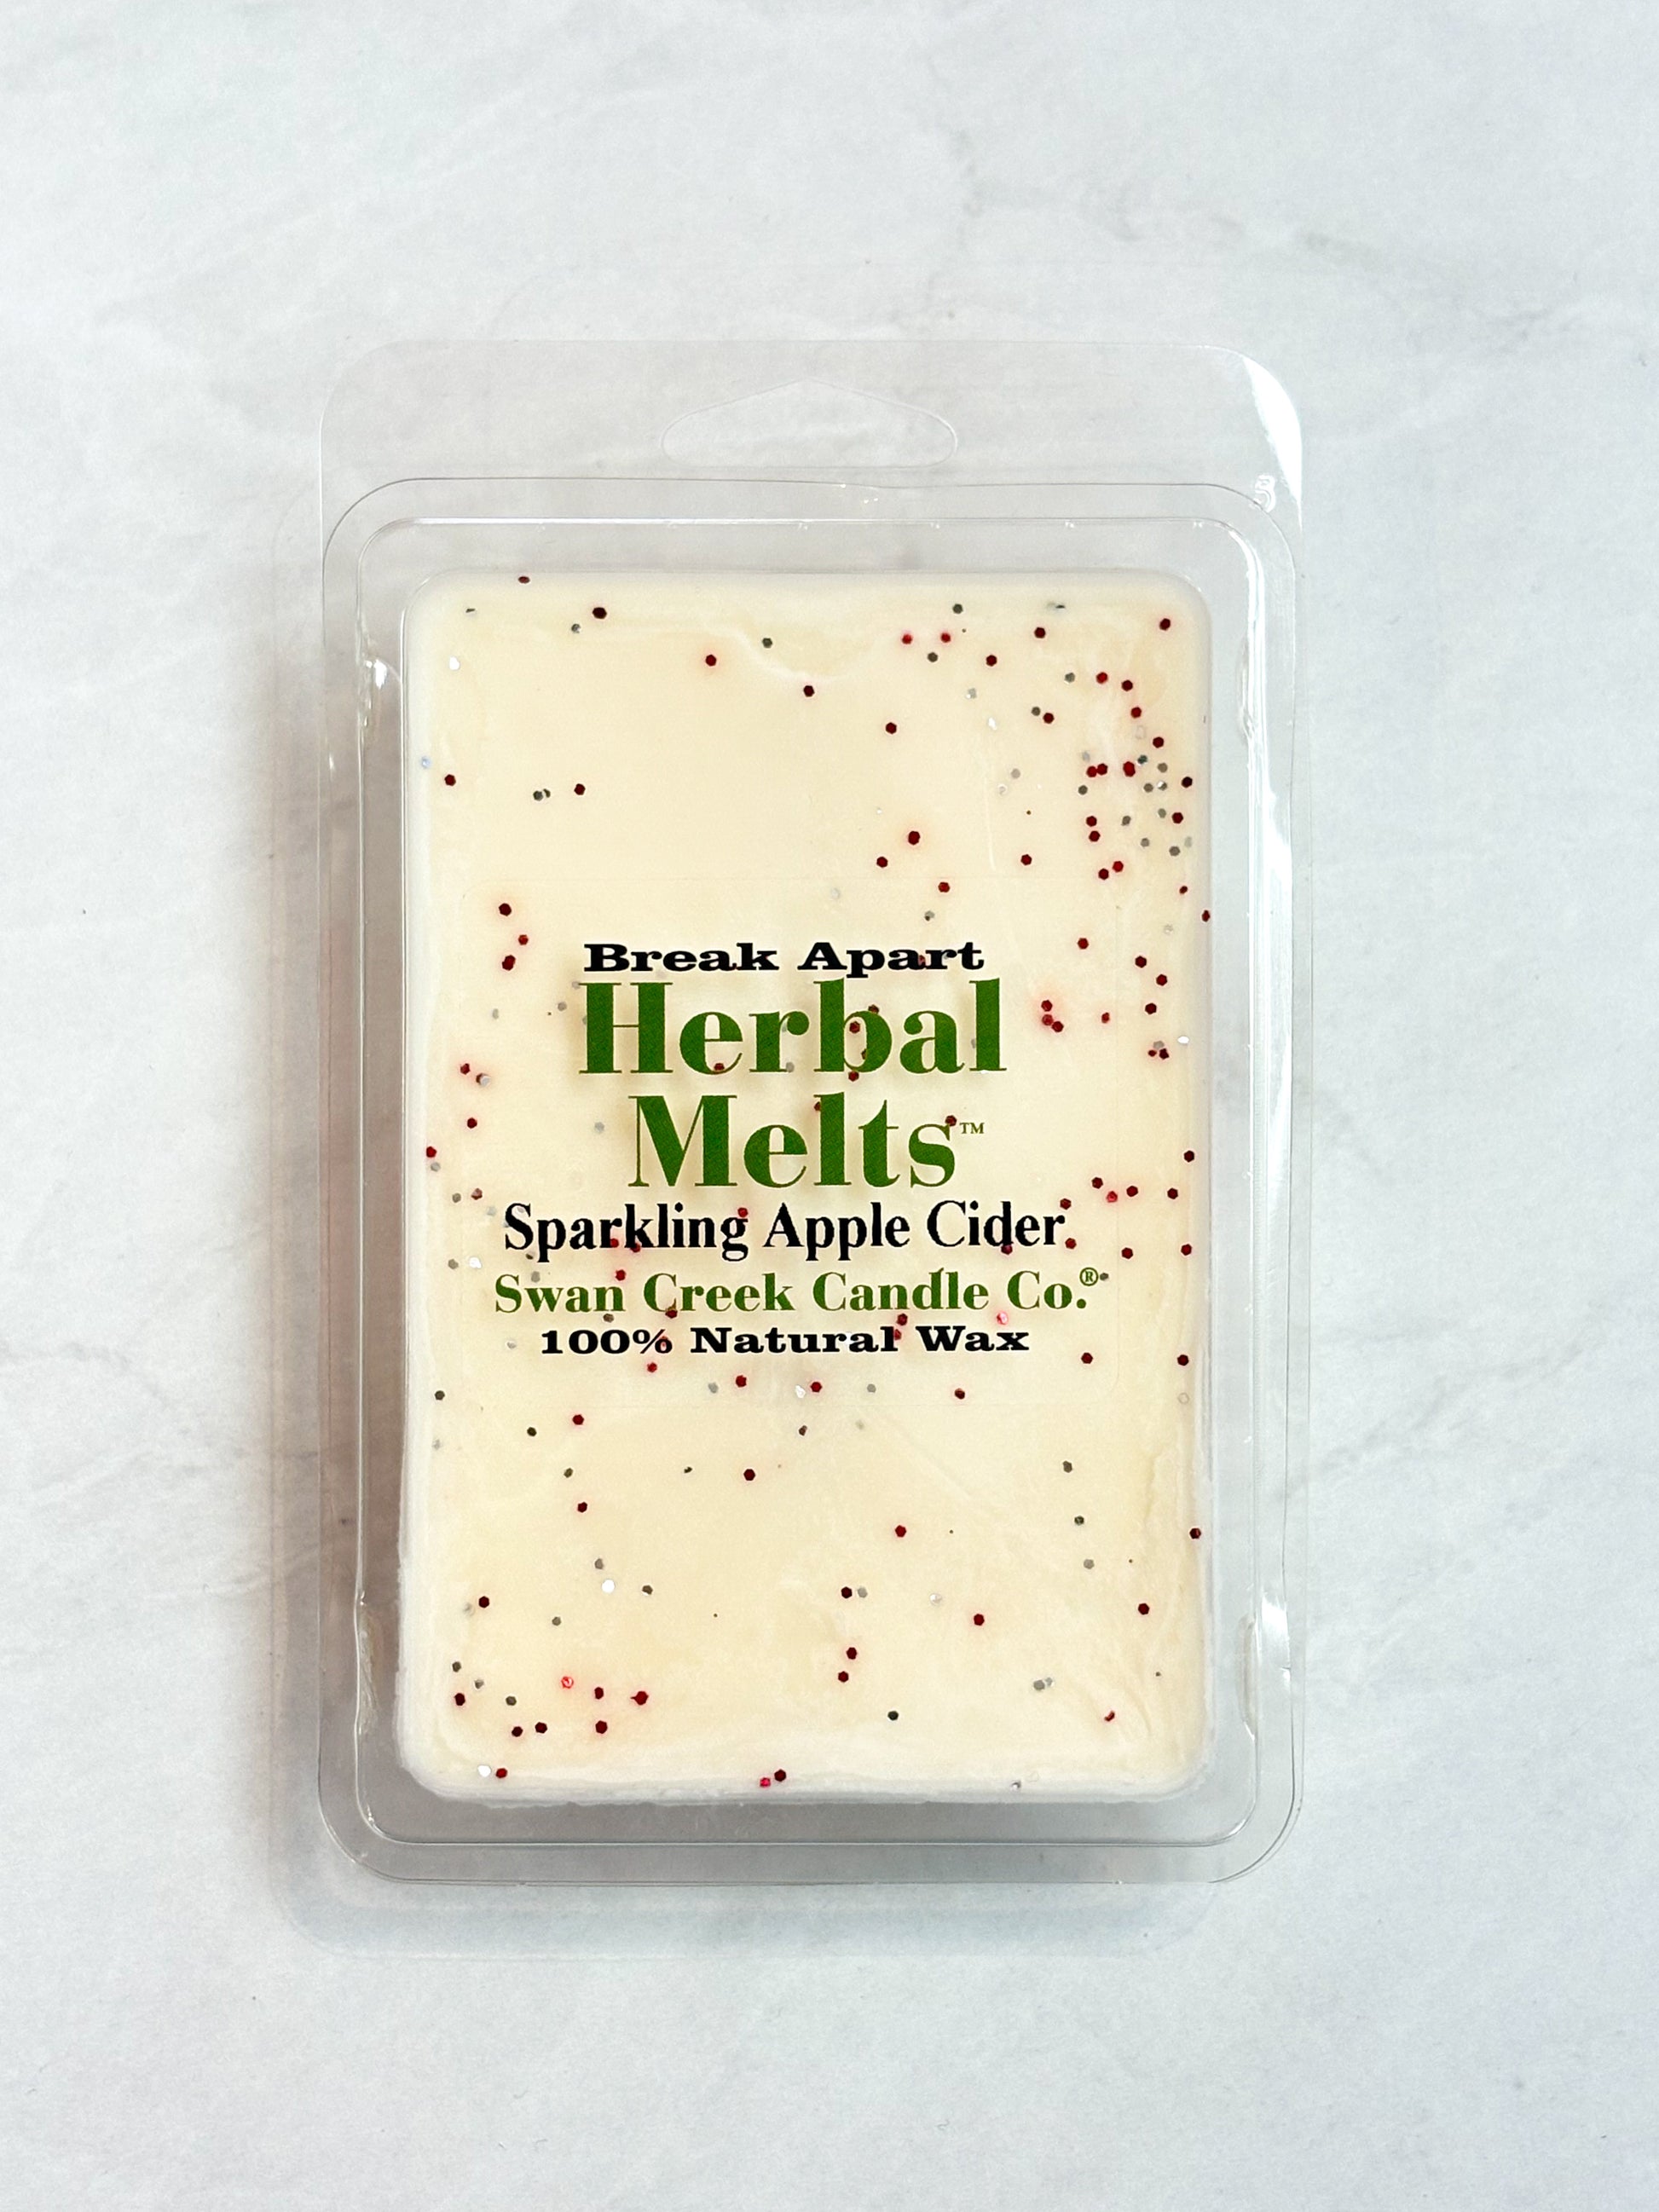 Break Apart
Herbal
Melts™
Sparkling Apple Cider
Swan Creek Candle Co.®
100% Natural Wax